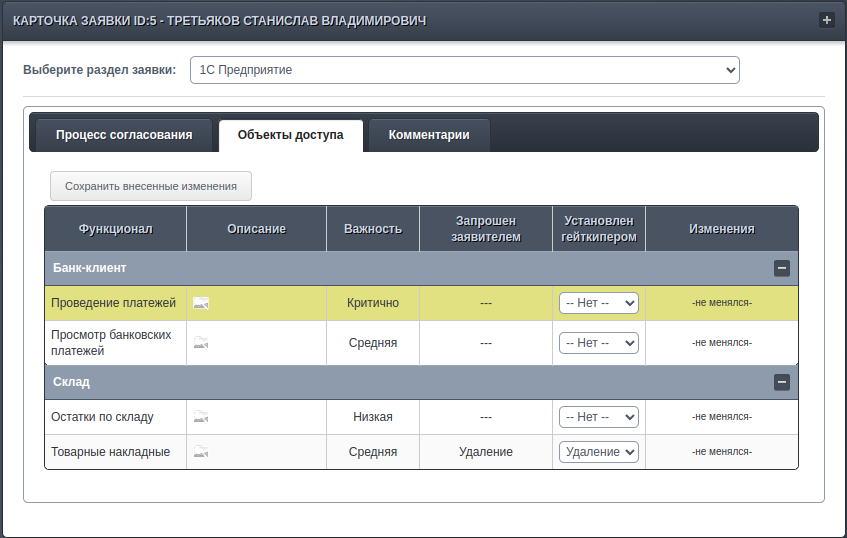 КАРТОЧКА ЗАЯВКИ ID:5 - ТРЕТЬЯКОВ СТАНИСЛАВ ВЛАДИМИРОВИЧ
Выберите раздел заявки: 1С Предприятие
Процесс согласования Объекты доступа Комментарии
Сохранить внесенные изменения
Функционал Описание Важность Запрошен заявителем Установлен гейткипером Изменения
Банк-клиент
Проведение платежей Критично --- -- Нет -- -не менялся-
Просмотр банковских платежей Средняя -- Нет -- -не менялся-
Склад
Остатки по складу Низкая --- -- Нет -- -не менялся-
Товарные накладные Средняя Удаление Удаление -не менялся-